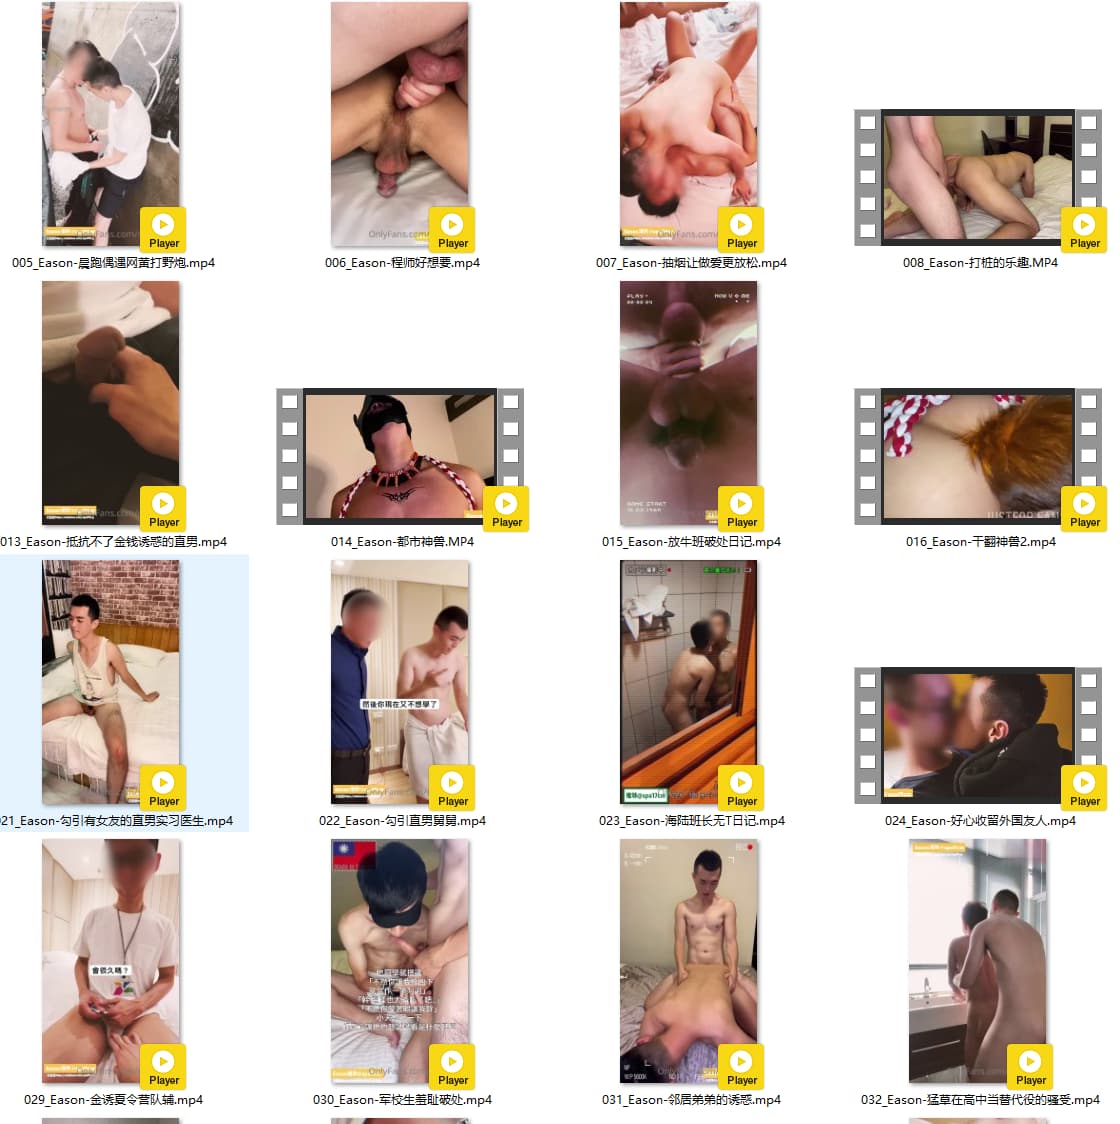 OnlyFans.com
Player
Player
Player
Player
005_Eason-晨跑偶遇网黄打野炮.mp4
006_Eason-程师好想要.mp4
007_Eason-抽烟让做爱更放松.mp4
008_Eason-打桩的乐趣.MP4
PLAY
Player
Player
Player
Player
013_Eason-抵抗不了金钱诱惑的直男.mp4
014_Eason-都市神兽.MP4
015_Eason-放牛班破处日记.mp4
016_Eason-干翻神兽2.mp4
然後你現在又不想學了
Player
Player
Player
Player
021_Eason-勾引有女友的直男实习医生.mp4
022_Eason-勾引直男舅舅.mp4
023_Eason-海陆班长无T日记.mp4
024_Eason-好心收留外国友人.mp4
會很久嗎？
OnlyFans.com
Player
Player
Player
Player
029_Eason-金诱夏令营队辅.mp4
030_Eason-军校生羞耻破处.mp4
031_Eason-邻居弟弟的诱惑.mp4
032_Eason-猛草在高中当替代役的骚受.mp4